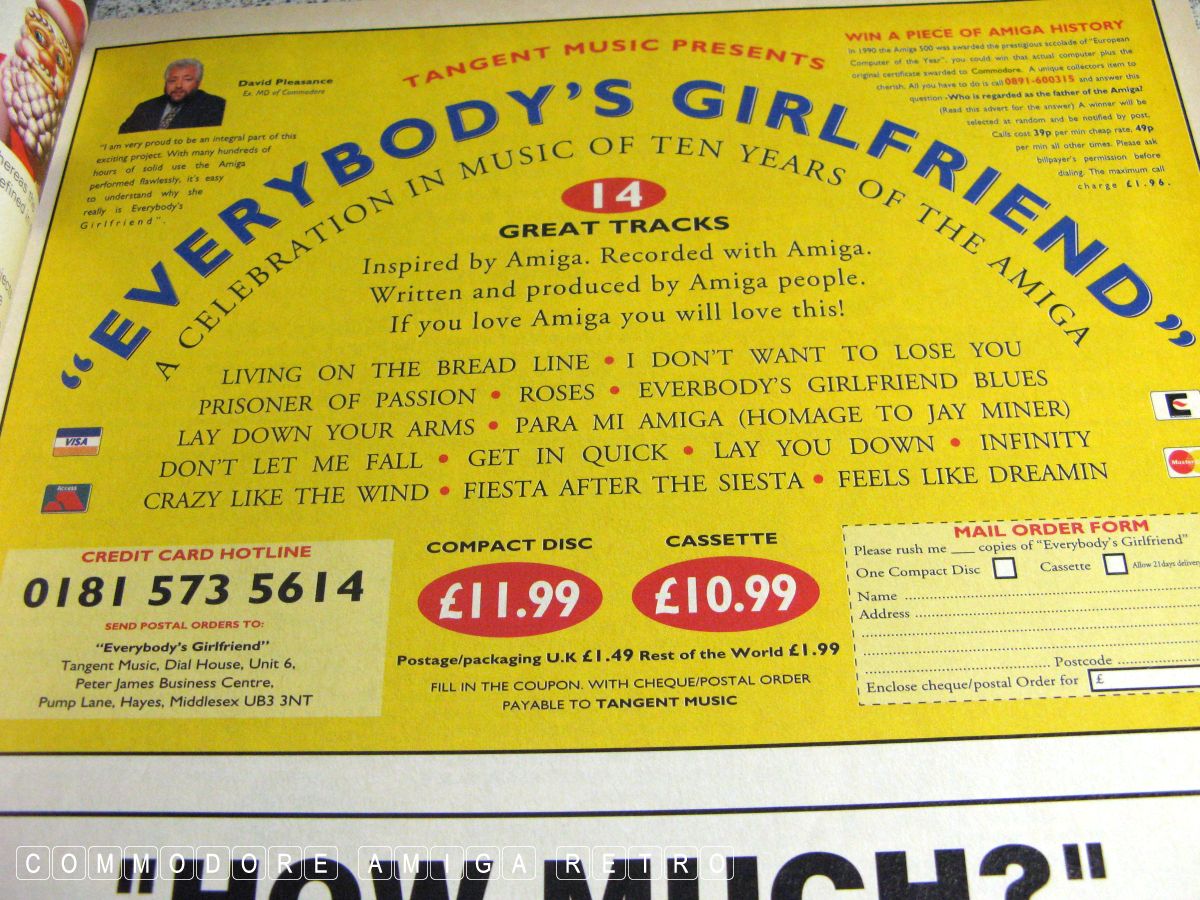 TANGENT MUSIC PRESENTS
"EVERYBODY'S GIRLFRIEND"
A CELEBRATION IN MUSIC OF TEN YEARS OF THE AMIGA
David Pleasance
Ex. MD of Commodore
"I am very proud to be an integral part of this
exciting project. With many hundreds of
hours of solid use the Amiga
performed flawlessly, it's easy
to understand why she
really is Everybody's
Girlfriend".
WIN A PIECE OF AMIGA HISTORY
In 1990 the Amiga 500 was awarded the prestigious accolade of "European
Computer of the Year", you could win that actual computer plus the
original certificate awarded to Commodore. A unique collectors item to
cherish. All you have to do is call 0891-600315 and answer this
question -Who is regarded as the father of the Amiga?
(Read this advert for the answer) A winner will be
selected at random and be notified by post.
Calls cost 39p per min cheap rate, 49p
per min all other times. Please ask
billpayer's permission before
dialing. The maximum call
charge £1.96.
14
GREAT TRACKS
Inspired by Amiga. Recorded with Amiga.
Written and produced by Amiga people.
If you love Amiga you will love this!
LIVING ON THE BREAD LINE • I DON'T WANT TO LOSE YOU
PRISONER OF PASSION • ROSES • EVERBODY'S GIRLFRIEND BLUES
LAY DOWN YOUR ARMS • PARA MI AMIGA (HOMAGE TO JAY MINER)
DON'T LET ME FALL • GET IN QUICK • LAY YOU DOWN • INFINITY
CRAZY LIKE THE WIND • FIESTA AFTER THE SIESTA • FEELS LIKE DREAMIN
VISA
Access
CREDIT CARD HOTLINE
0181 573 5614
SEND POSTAL ORDERS TO:
"Everybody's Girlfriend"
Tangent Music, Dial House, Unit 6,
Peter James Business Centre,
Pump Lane, Hayes, Middlesex UB3 3NT
COMPACT DISC
£11.99
CASSETTE
£10.99
Postage/packaging U.K £1.49 Rest of the World £1.99
FILL IN THE COUPON. WITH CHEQUE/POSTAL ORDER
PAYABLE TO TANGENT MUSIC
MAIL ORDER FORM
Please rush me ___ copies of "Everybody's Girlfriend"
One Compact Disc Cassette Allow 21days delivery
Name
Address
Postcode
Enclose cheque/postal Order for £
"HOW MUCH?"
COMMODORE AMIGA RETRO